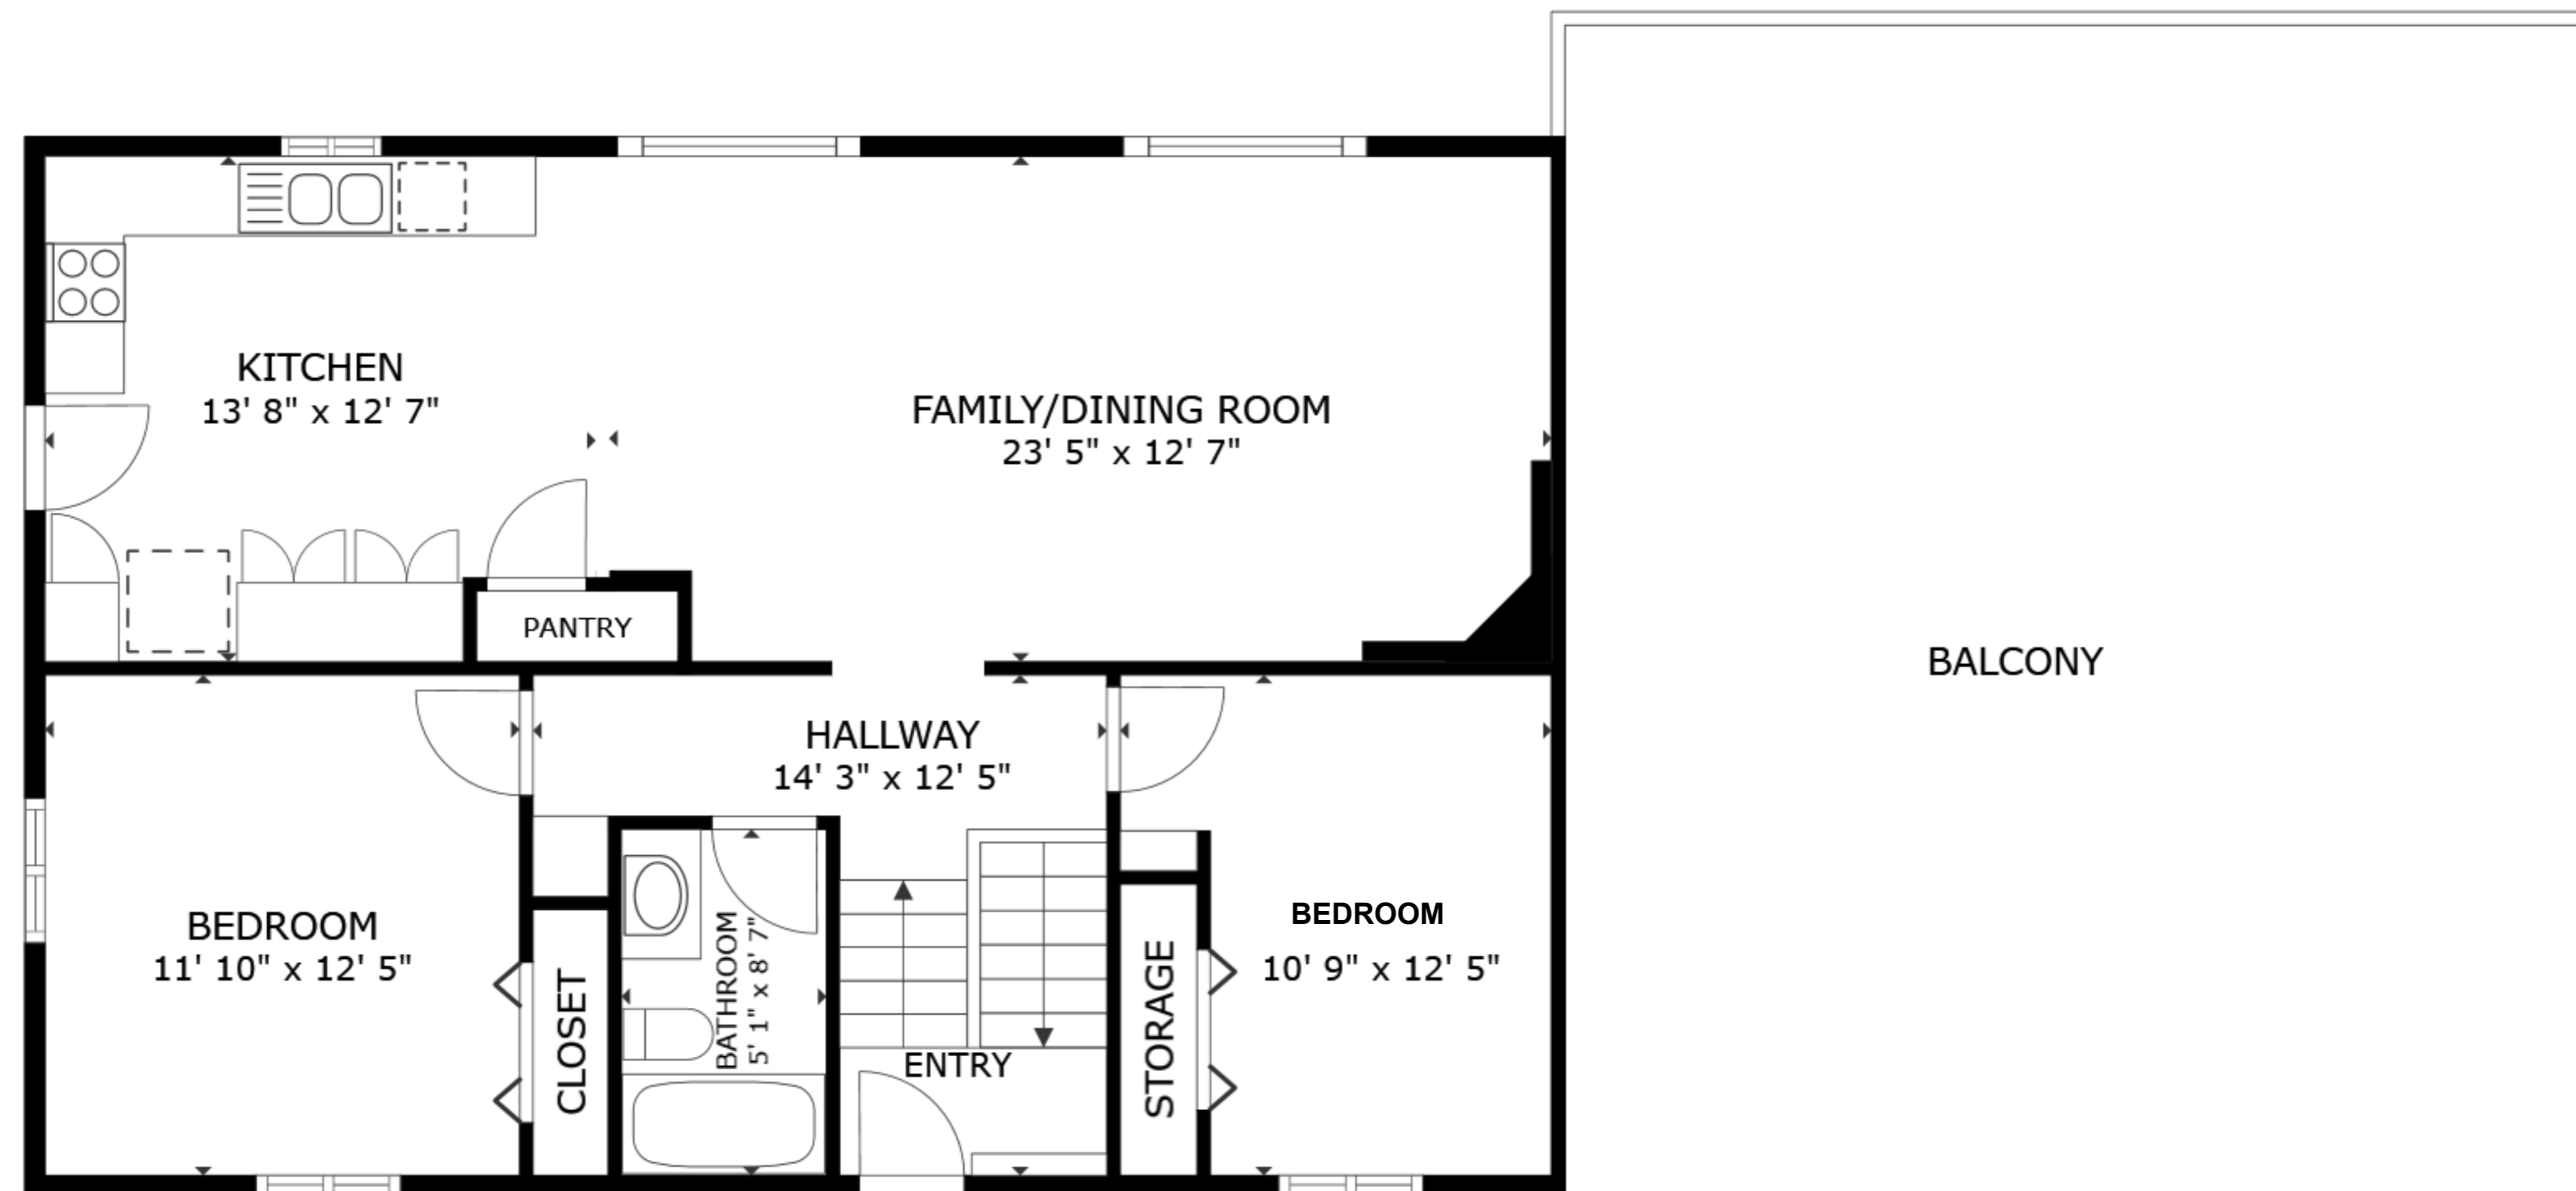 KITCHEN
13' 8" x 12' 7"
FAMILY/DINING ROOM
23' 5" x 12' 7"
PANTRY
BALCONY
HALLWAY
14' 3" x 12' 5"
BEDROOM
11' 10" x 12' 5"
CLOSET
BATHROOM
5' 1" x 8' 7"
ENTRY
STORAGE
BEDROOM
10' 9" x 12' 5"